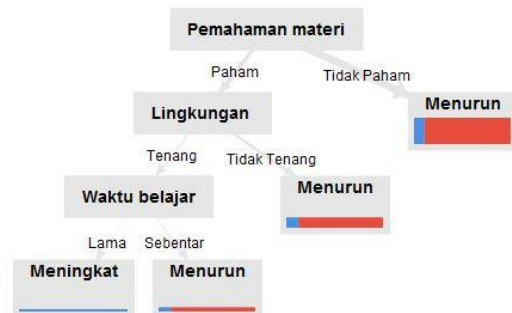 Pemahaman materi
Paham
Tidak Paham
Lingkungan
Menurun
Tenang
Tidak Tenang
Waktu belajar
Menurun
Lama
Sebentar
Meningkat
Menurun